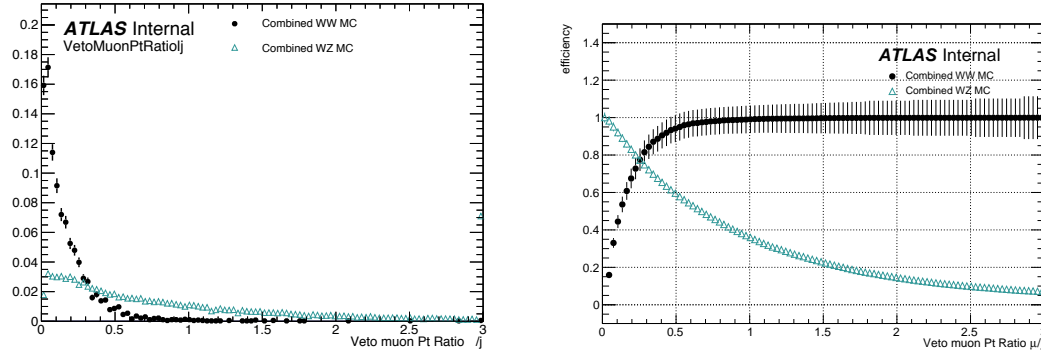 ATLAS Internal
VetoMuonPtRatiolj
Combined WW MC
Combined WZ MC
0.2
0.18
0.16
0.14
0.12
0.1
0.08
0.06
0.04
0.02
0
0 0.5 1 1.5 2 2.5 3
Veto muon Pt Ratio /j
efficiency
ATLAS Internal
Combined WW MC
Combined WZ MC
1.4
1.2
1
0.8
0.6
0.4
0.2
0
0 0.5 1 1.5 2 2.5
Veto muon Pt Ratio μ/